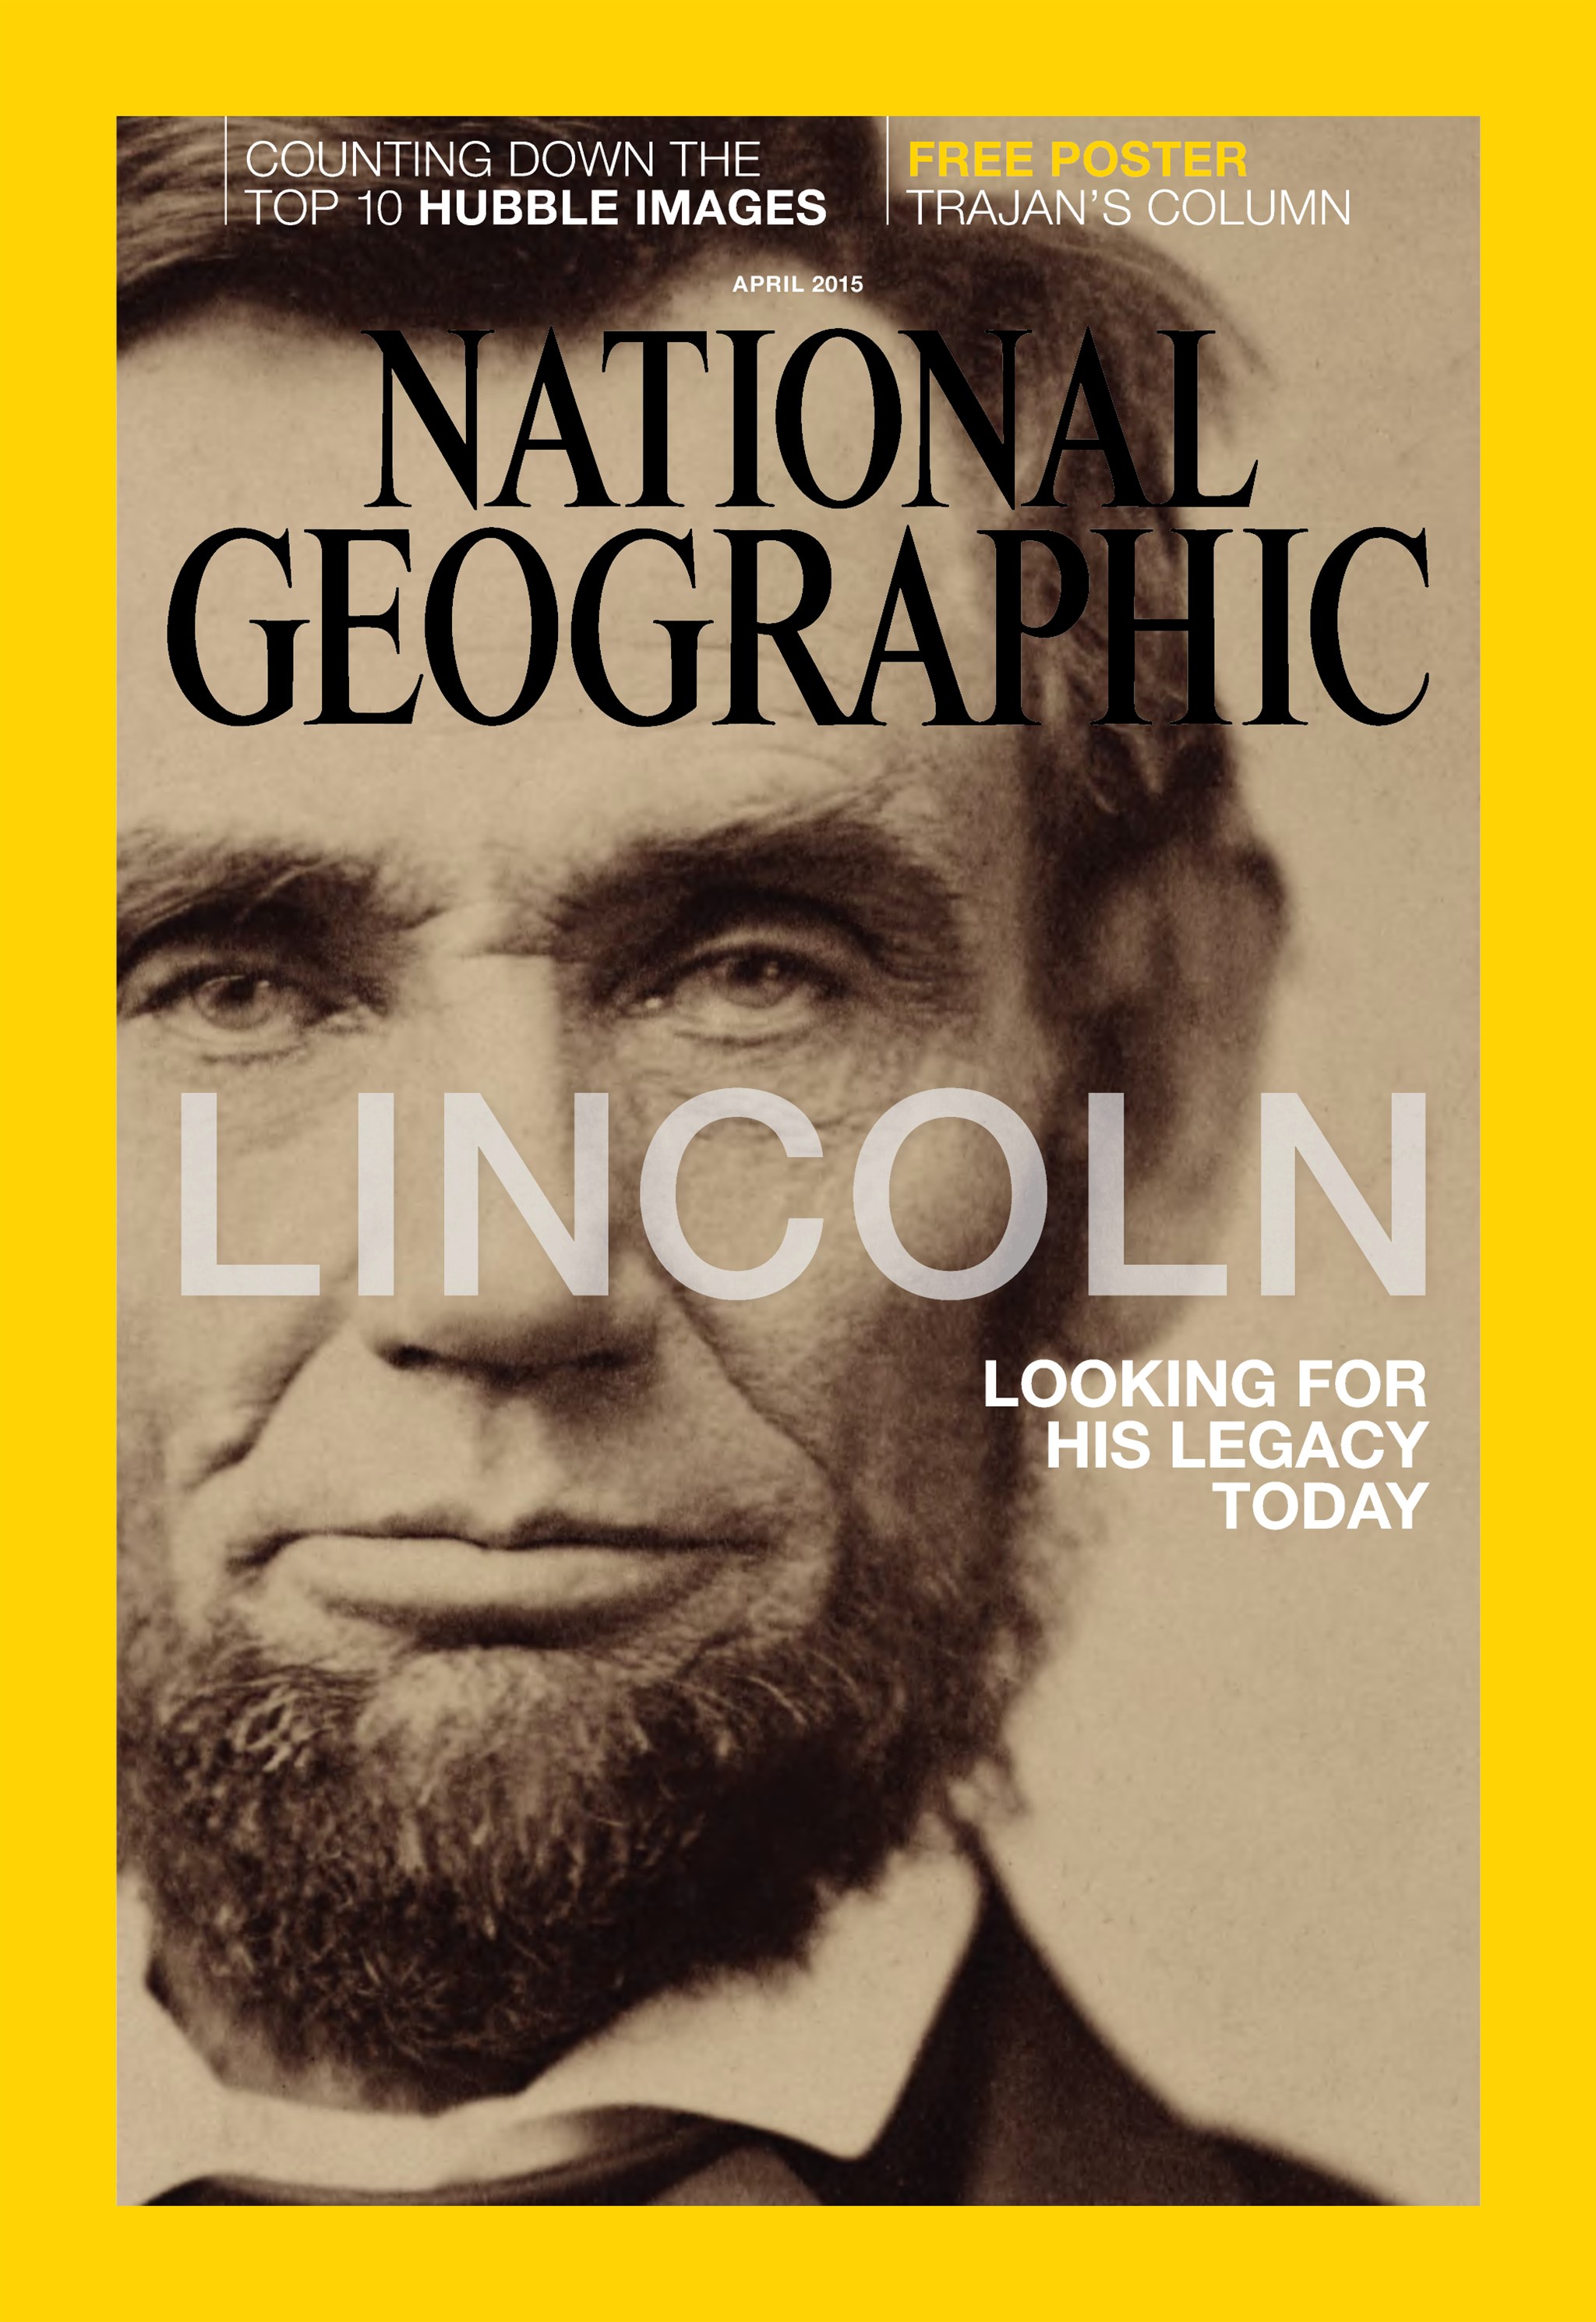 COUNTING DOWN THE
TOP 10 HUBBLE IMAGES
FREE POSTER
TRAJAN'S COLUMN
APRIL 2015
NATIONAL
GEOGRAPHIC
LINCOLN
LOOKING FOR
HIS LEGACY
TODAY